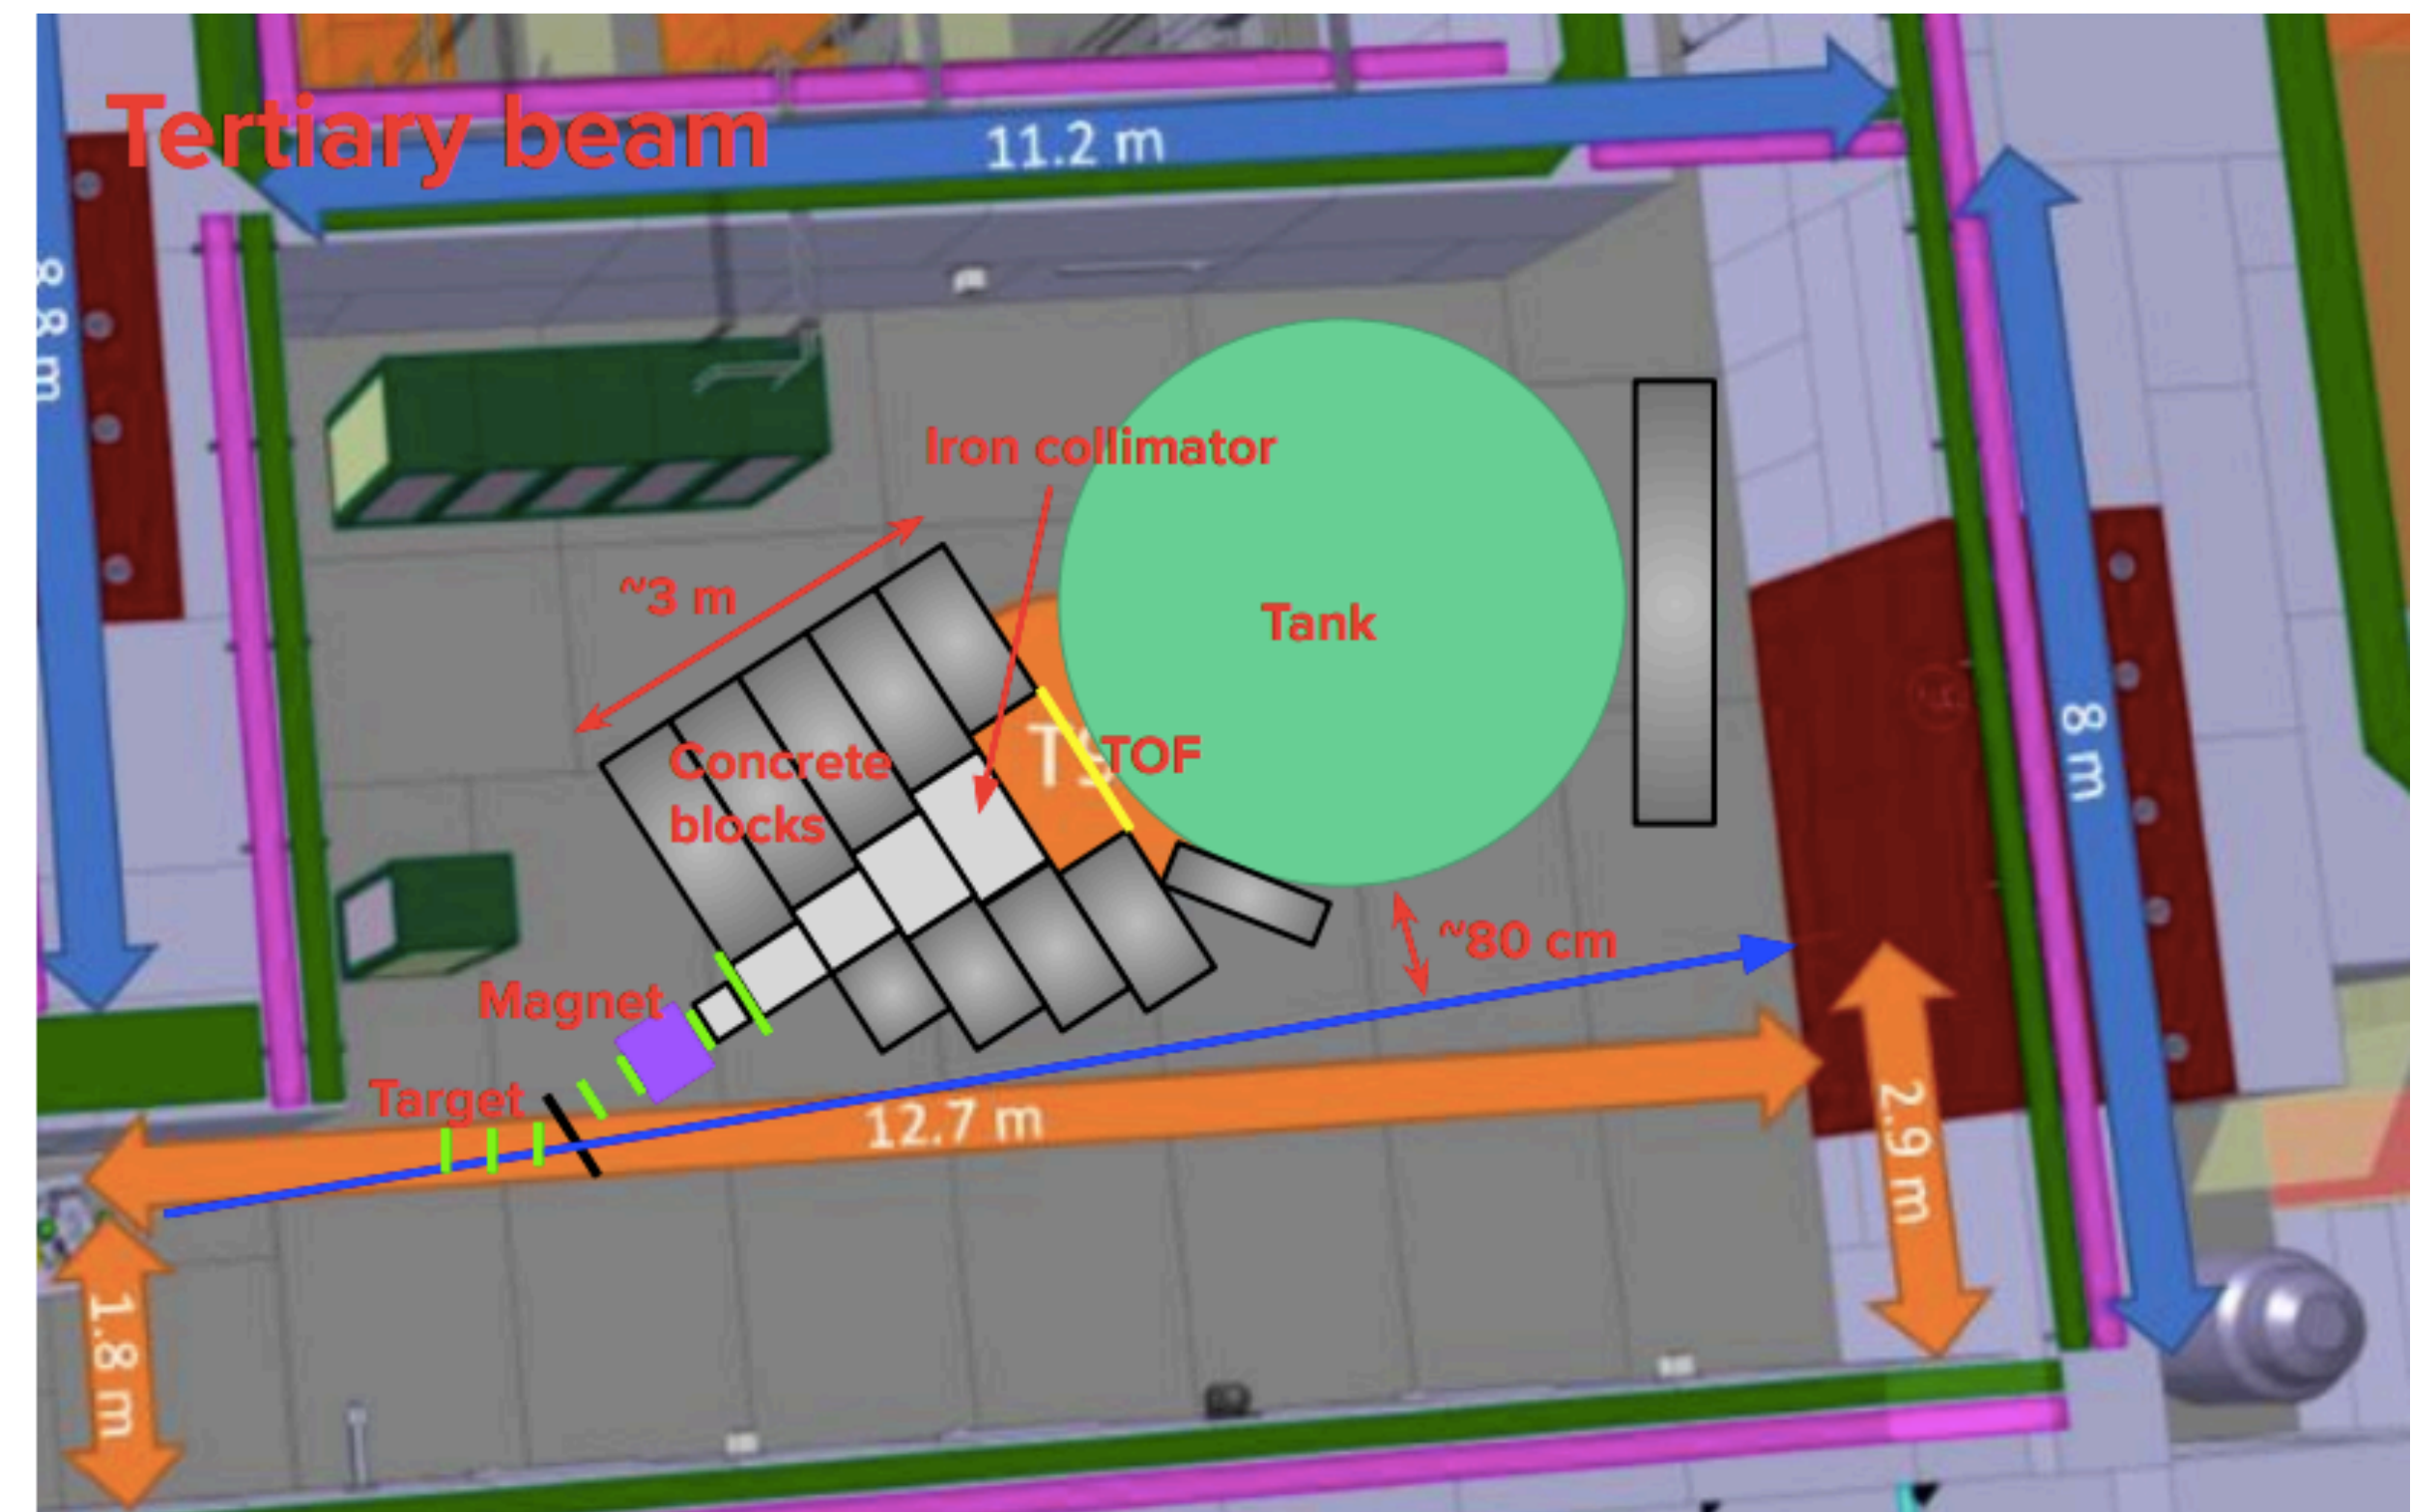 Tertiary beam
11.2 m
8.8 m
Iron collimator
~3 m
Tank
Concrete
blocks
TOF
8 m
~80 cm
Magnet
Target
12.7 m
2.9 m
1.8 m